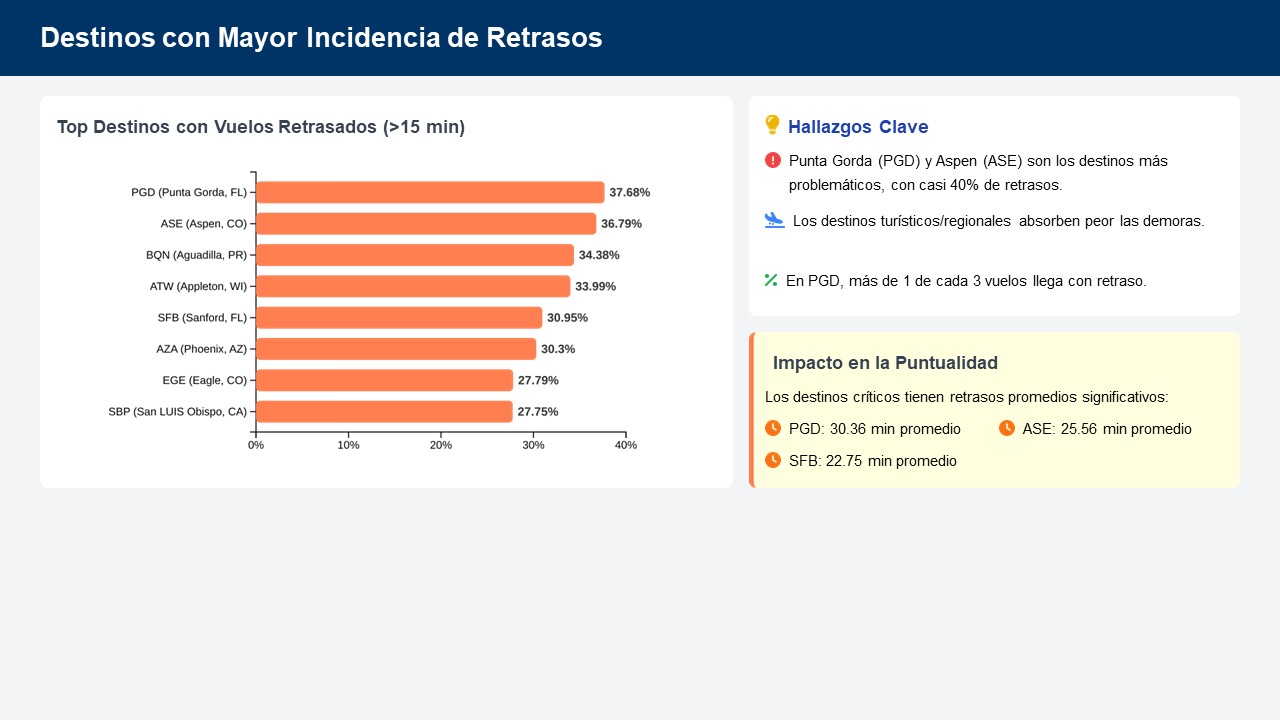 Destinos con Mayor Incidencia de Retrasos
Top Destinos con Vuelos Retrasados (>15 min)
PGD (Punta Gorda, FL) 37.68%
ASE (Aspen, CO) 36.79%
BQN (Aguadilla, PR) 34.38%
ATW (Appleton, WI) 33.99%
SFB (Sanford, FL) 30.95%
AZA (Phoenix, AZ) 30.3%
EGE (Eagle, CO) 27.79%
SBP (San LUIS Obispo, CA) 27.75%
0% 10% 20% 30% 40%
Hallazgos Clave
Punta Gorda (PGD) y Aspen (ASE) son los destinos más
problemáticos, con casi 40% de retrasos.
Los destinos turísticos/regionales absorben peor las demoras.
En PGD, más de 1 de cada 3 vuelos llega con retraso.
Impacto en la Puntualidad
Los destinos críticos tienen retrasos promedios significativos:
PGD: 30.36 min promedio ASE: 25.56 min promedio
SFB: 22.75 min promedio